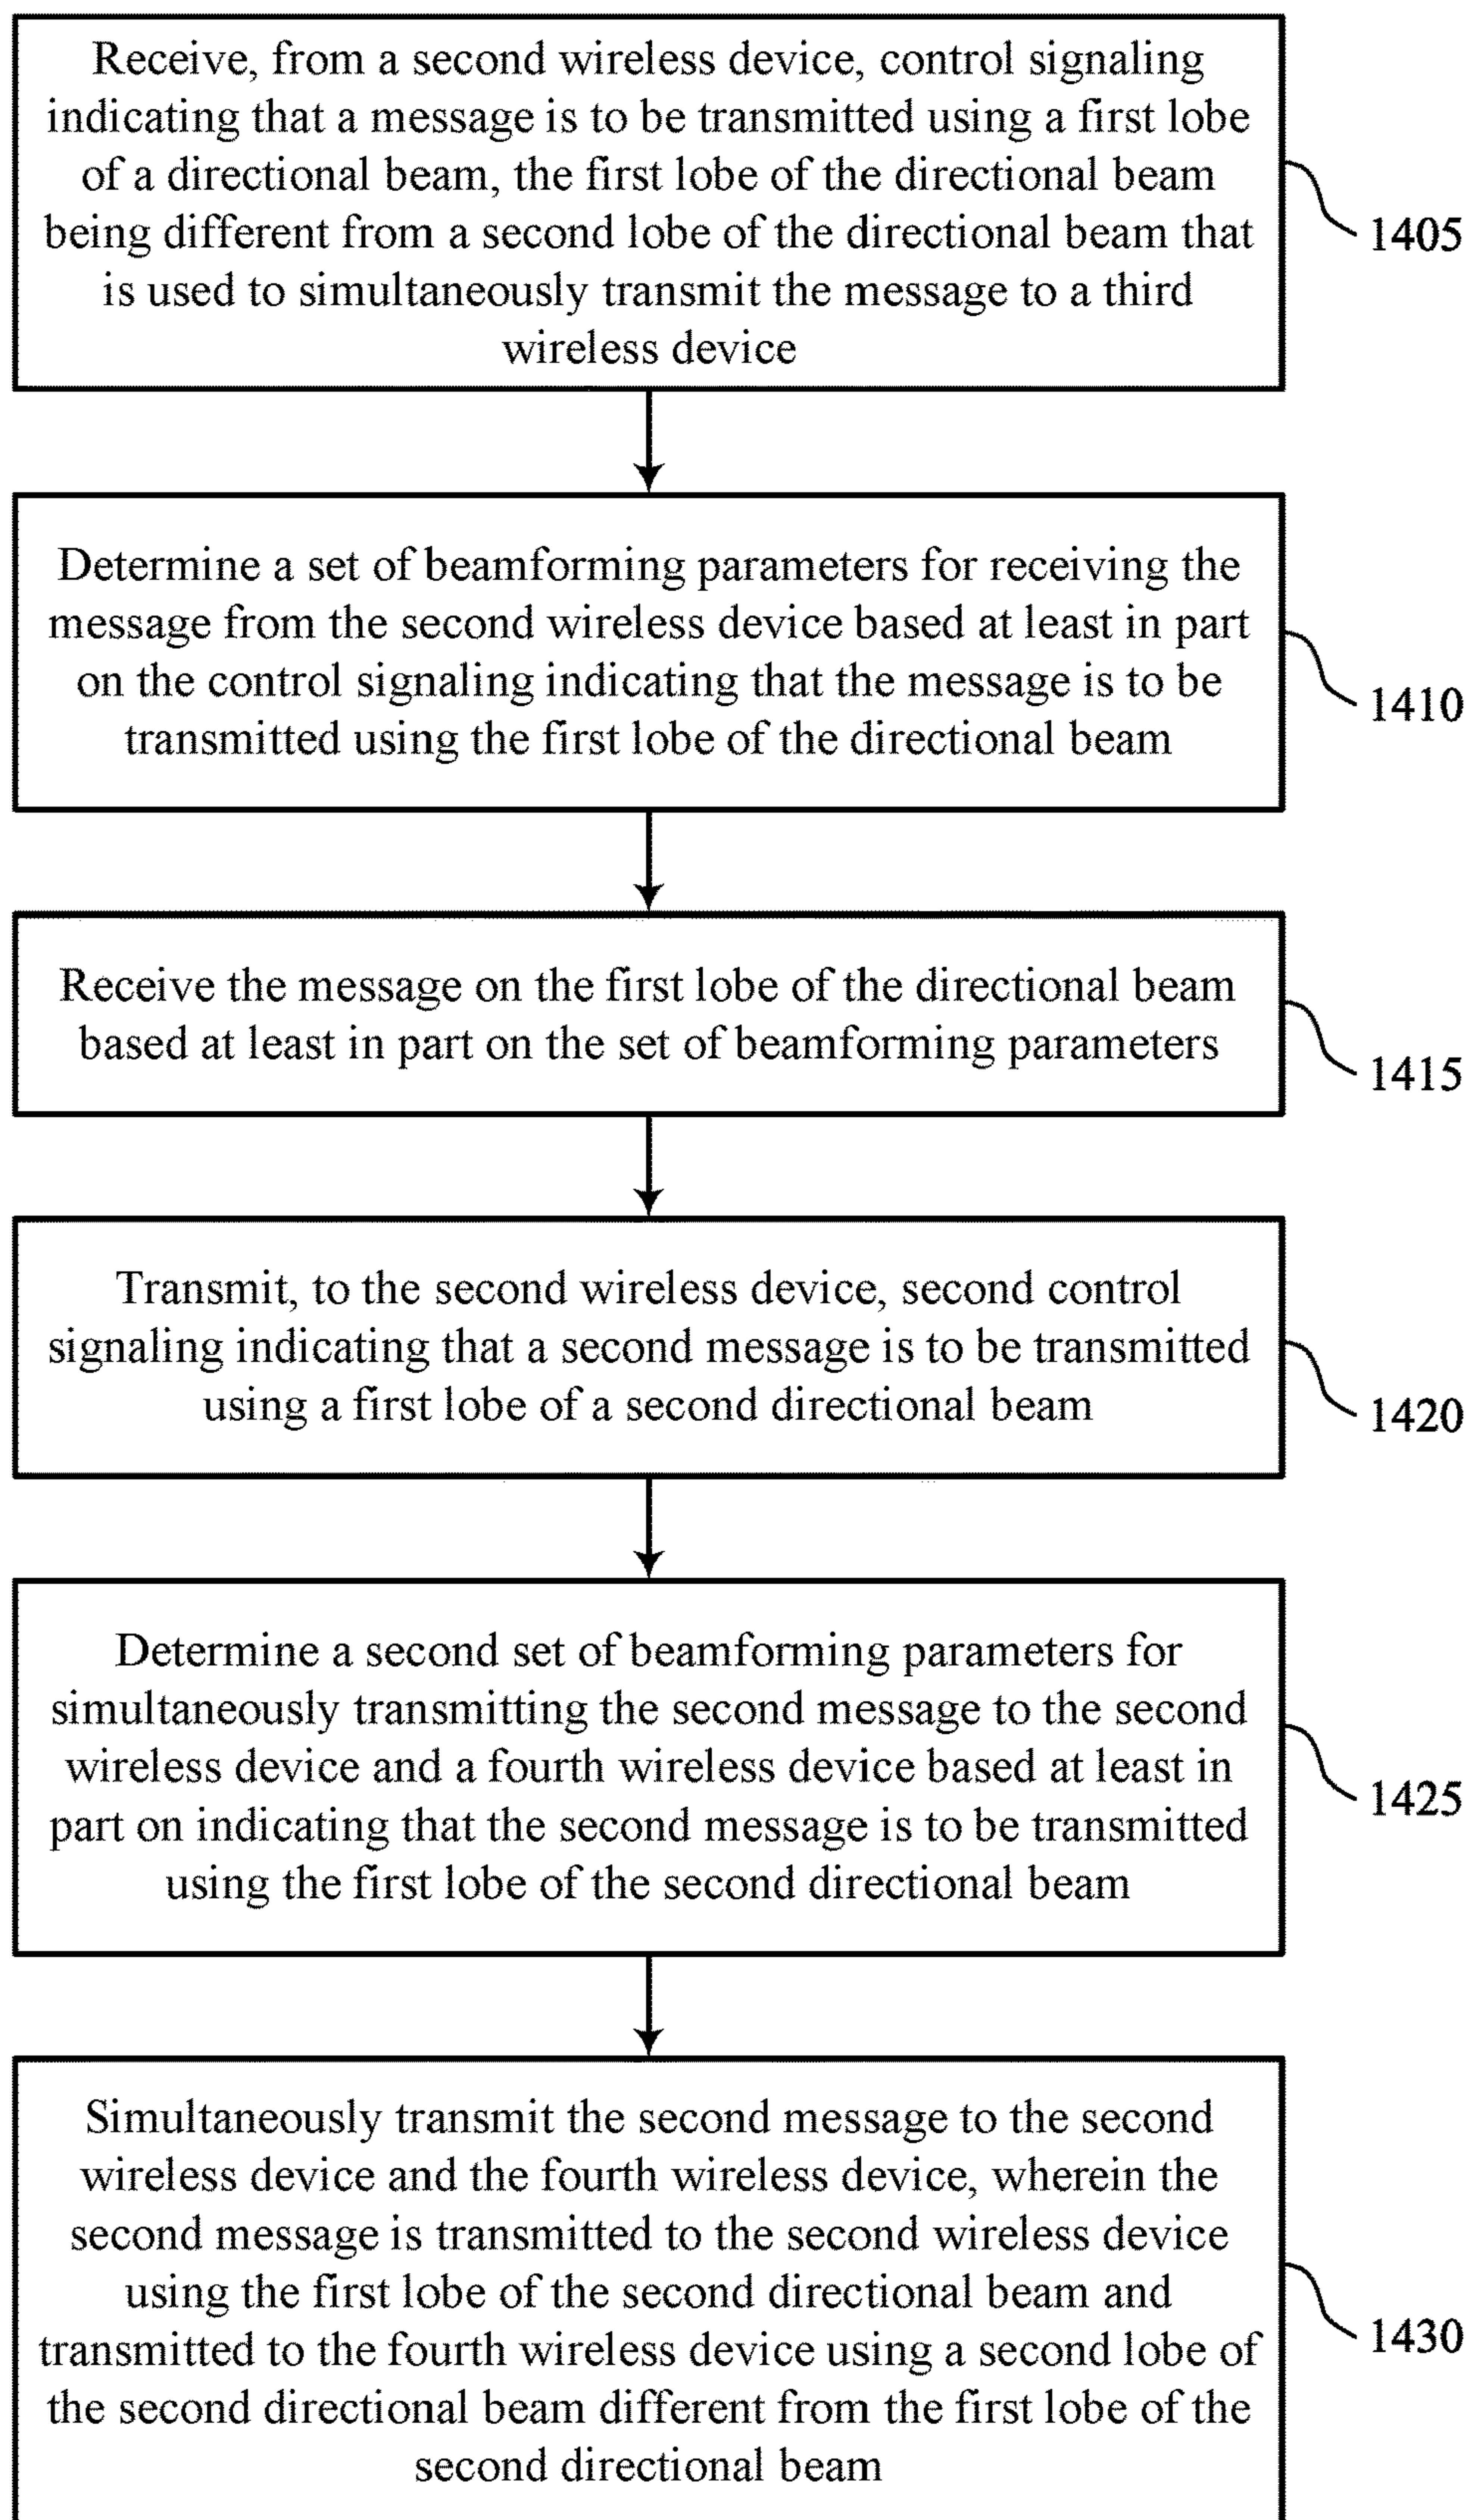 Receive, from a second wireless device, control signaling
indicating that a message is to be transmitted using a first lobe
of a directional beam, the first lobe of the directional beam
being different from a second lobe of the directional beam that
is used to simultaneously transmit the message to a third
wireless device
1405
Determine a set of beamforming parameters for receiving the
message from the second wireless device based at least in part
on the control signaling indicating that the message is to be
transmitted using the first lobe of the directional beam
1410
Receive the message on the first lobe of the directional beam
based at least in part on the set of beamforming parameters
1415
Transmit, to the second wireless device, second control
signaling indicating that a second message is to be transmitted
using a first lobe of a second directional beam
1420
Determine a second set of beamforming parameters for
simultaneously transmitting the second message to the second
wireless device and a fourth wireless device based at least in
part on indicating that the second message is to be transmitted
using the first lobe of the second directional beam
1425
Simultaneously transmit the second message to the second
wireless device and the fourth wireless device, wherein the
second message is transmitted to the second wireless device
using the first lobe of the second directional beam and
transmitted to the fourth wireless device using a second lobe of
the second directional beam different from the first lobe of the
second directional beam
1430